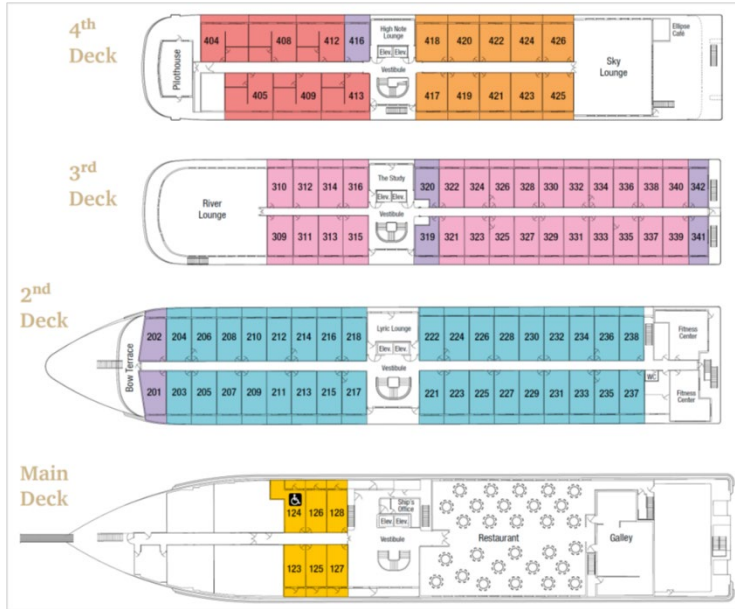 4th
Deck
Pilothouse
404 408 412 416
High Note
Lounge
Elev. Elev.
Vestibule
418 420 422 424 426
405 409 413
417 419 421 423 425
Sky
Lounge
Ellipse
Café
3rd
Deck
River
Lounge
310 312 314 316
The Study
Elev. Elev.
Vestibule
320 322 324 326 328 330 332 334 336 338 340 342
309 311 313 315
319 321 323 325 327 329 331 333 335 337 339 341
2nd
Deck
Bow Terrace
202 204 206 208 210 212 214 216 218
Lyric Lounge
Elev. Elev.
Vestibule
222 224 226 228 230 232 234 236 238
Fitness
Center
201 203 205 207 209 211 213 215 217
221 223 225 227 229 231 233 235 237
WC
Fitness
Center
Main
Deck
124 126 128
Ship's
Office
Elev. Elev.
Vestibule
Restaurant
Galley
123 125 127